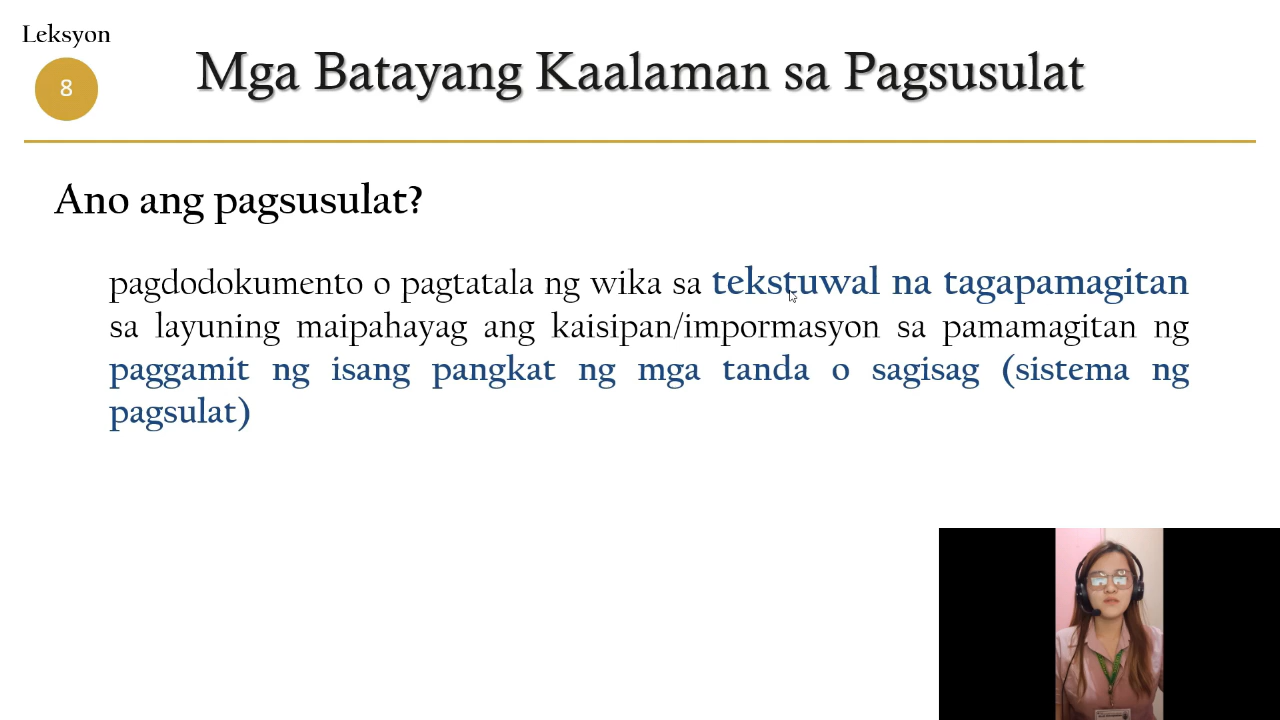 Leksyon
8
Mga Batayang Kaalaman sa Pagsusulat
Ano ang pagsusulat?
pagdodokumento o pagtatala ng wika sa tekstuwal na tagapamagitan
sa layuning maipahayag ang kaisipan/impormasyon sa pamamagitan ng
paggamit ng isang pangkat ng mga tanda o sagisag (sistema ng
pagsulat)